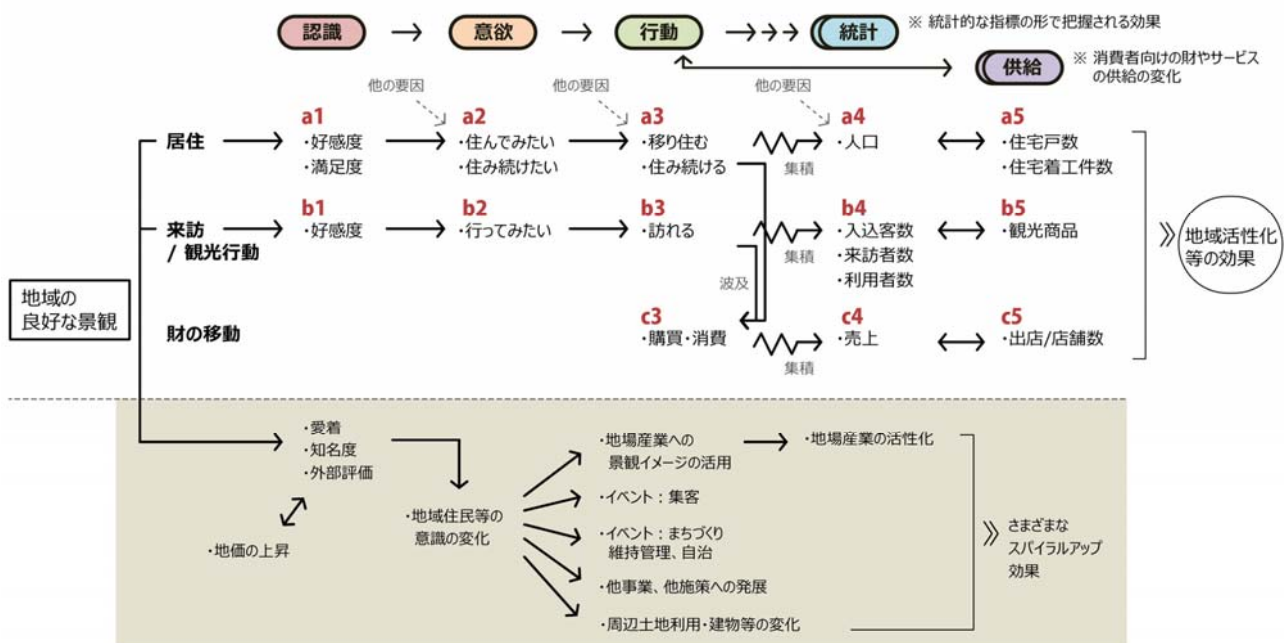 認識
意欲
行動
統計
※ 統計的な指標の形で把握される効果
供給
※ 消費者向けの財やサービス
の供給の変化
他の要因
他の要因
他の要因
居住
a1
・好感度
・満足度
a2
・住んでみたい
・住み続けたい
a3
・移り住む
・住み続ける
集積
a4
・人口
a5
・住宅戸数
・住宅着工件数
来訪
/ 観光行動
b1
・好感度
b2
・行ってみたい
b3
・訪れる
集積
b4
・入込客数
・来訪者数
・利用者数
b5
・観光商品
地域活性化
等の効果
波及
地域の
良好な景観
財の移動
c3
・購買・消費
集積
c4
・売上
c5
・出店/店舗数
・愛着
・知名度
・外部評価
・地価の上昇
・地域住民等の
意識の変化
・地場産業への
景観イメージの活用
・地場産業の活性化
・イベント：集客
・イベント：まちづくり
維持管理、自治
・他事業、他施策への発展
・周辺土地利用・建物等の変化
さまざまな
スパイラルアップ
効果